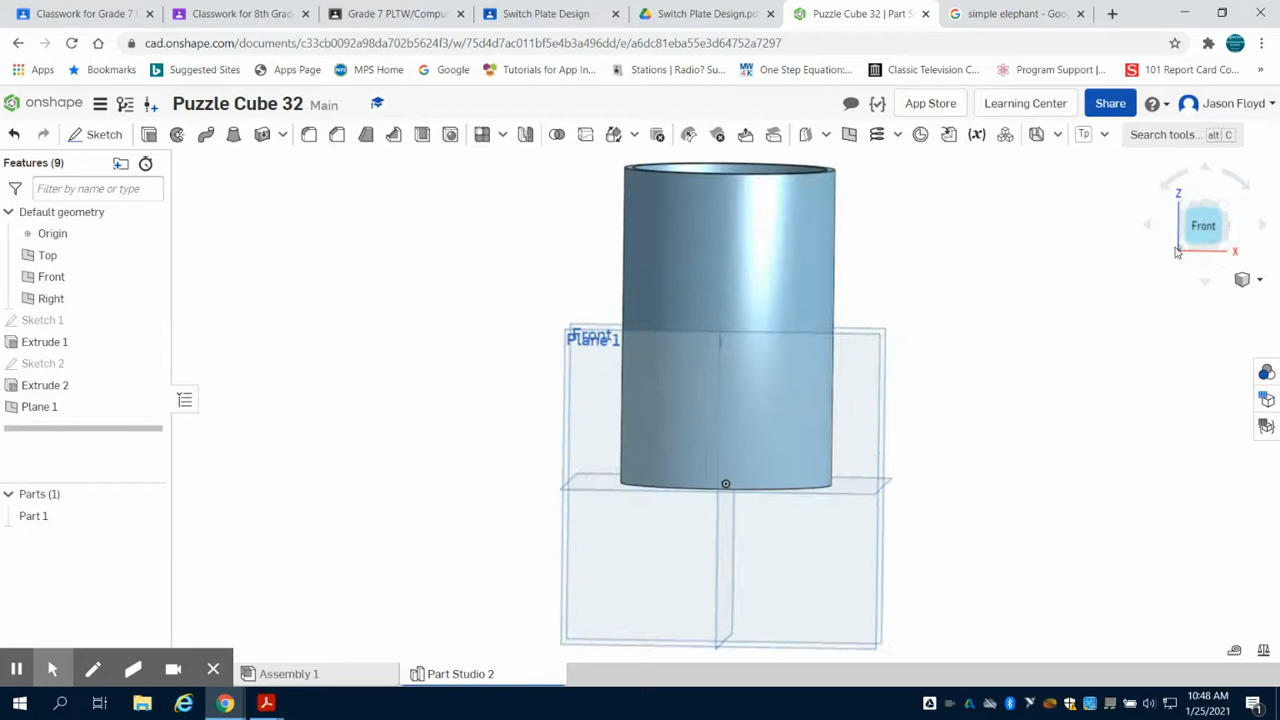 Classwork for Grade 7
Classwork for 8th Grad
Grade 7 PLTW/Compu
Switch Plate Design
Switch Plate Design.pd
Puzzle Cube 32 | Part S
simple elephant - Goo
cad.onshape.com/documents/c33cb0092a98da702b5624f3/w/75d4d7ac011bf5e4b3a496dd/e/a6dc81eba55e3d64752a7297
Apps
Bookmarks
Suggested Sites
Apps Page
MPS Home
Google
Tutorials for App In...
Stations | Radio? Su...
One Step Equation:...
Classic Television C...
Program Support |...
101 Report Card Co...
»
onshape
Puzzle Cube 32 Main
App Store
Learning Center
Share
Jason Floyd
Sketch
(x)
Tp
Search tools...
alt C
Features (9)
Filter by name or type
Default geometry
Origin
Top
Front
Right
Sketch 1
Extrude 1
Sketch 2
Extrude 2
Plane 1
Parts (1)
Part 1
Front
Plane 1
Z
Front
X
Assembly 1
Part Studio 2
10:48 AM
1/25/2021
1